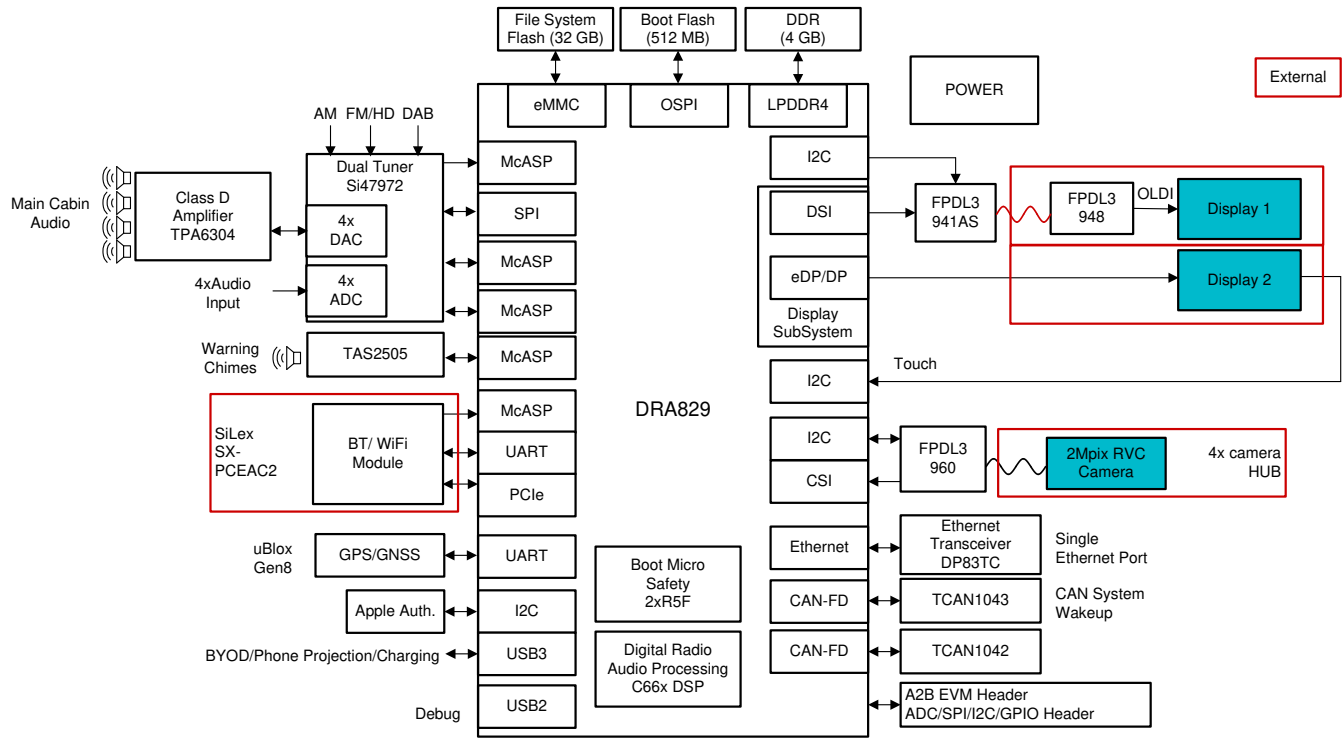 File System
Flash (32 GB)
Boot Flash
(512 MB)
DDR
(4 GB)
eMMC
OSPI
LPDDR4
POWER
External
AM
FM/HD
DAB
Dual Tuner
Si47972
4x
DAC
4x
ADC
Main Cabin
Audio
Class D
Amplifier
TPA6304
4xAudio
Input
Warning
Chimes
TAS2505
SiLex
SX-
PCEAC2
BT/ WiFi
Module
uBlox
Gen8
GPS/GNSS
Apple Auth.
BYOD/Phone Projection/Charging
Debug
McASP
SPI
McASP
McASP
McASP
McASP
UART
PCIe
UART
I2C
USB3
USB2
DRA829
Boot Micro
Safety
2xR5F
Digital Radio
Audio Processing
C66x DSP
I2C
DSI
eDP/DP
Display
SubSystem
I2C
I2C
CSI
Ethernet
CAN-FD
CAN-FD
FPDL3
941AS
FPDL3
948
OLDI
Display 1
Display 2
Touch
FPDL3
960
2Mpix RVC
Camera
4x camera
HUB
Ethernet
Transceiver
DP83TC
Single
Ethernet Port
TCAN1043
CAN System
Wakeup
TCAN1042
A2B EVM Header
ADC/SPI/I2C/GPIO Header